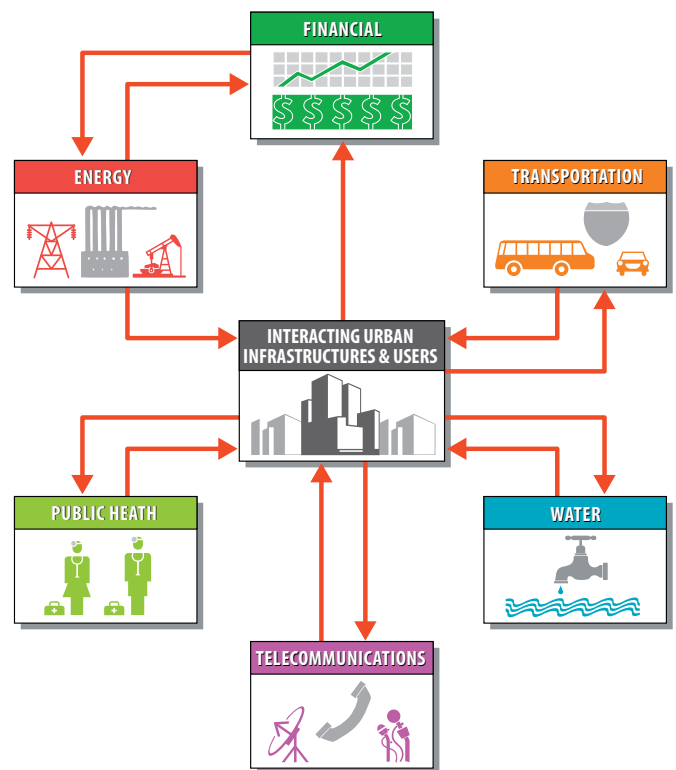 FINANCIAL
$ $ $ $ $
ENERGY
TRANSPORTATION
INTERACTING URBAN
INFRASTRUCTURES & USERS
PUBLIC HEATH
WATER
TELECOMMUNICATIONS